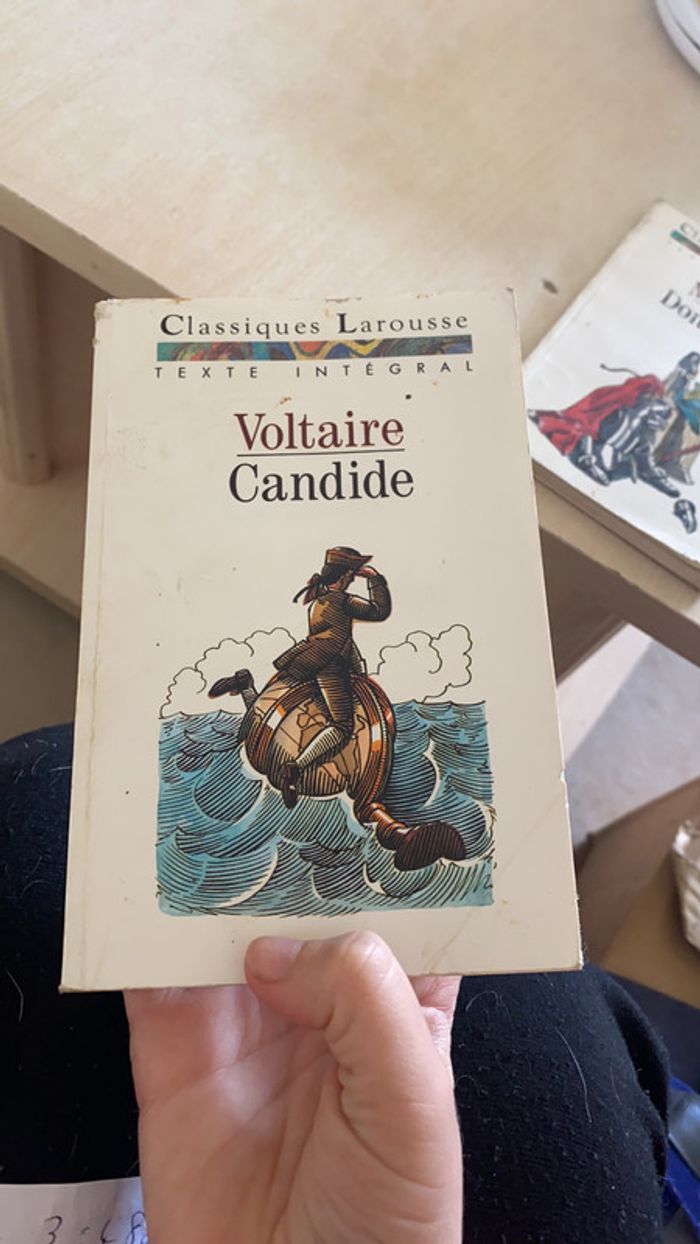 Classiques Larousse
TEXTE INTÉGRAL
Voltaire
Candide